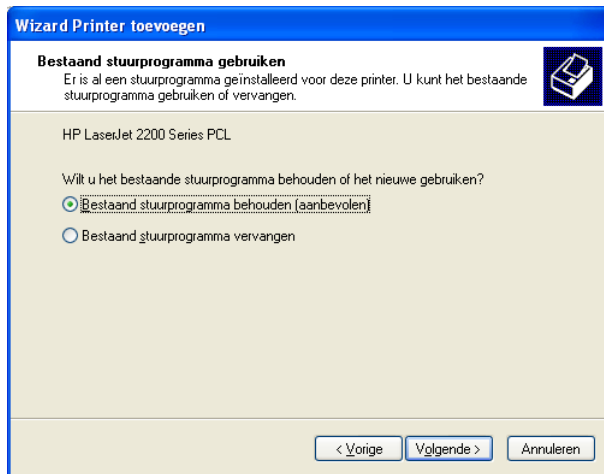 Wizard Printer toevoegen
Bestaand stuurprogramma gebruiken
Er is al een stuurprogramma geïnstalleerd voor deze printer. U kunt het bestaande
stuurprogramma gebruiken of vervangen.
HP LaserJet 2200 Series PCL
Wilt u het bestaande stuurprogramma behouden of het nieuwe gebruiken?
Bestaand stuurprogramma behouden (aanbevolen)
Bestaand stuurprogramma vervangen
< Vorige
Volgende >
Annuleren